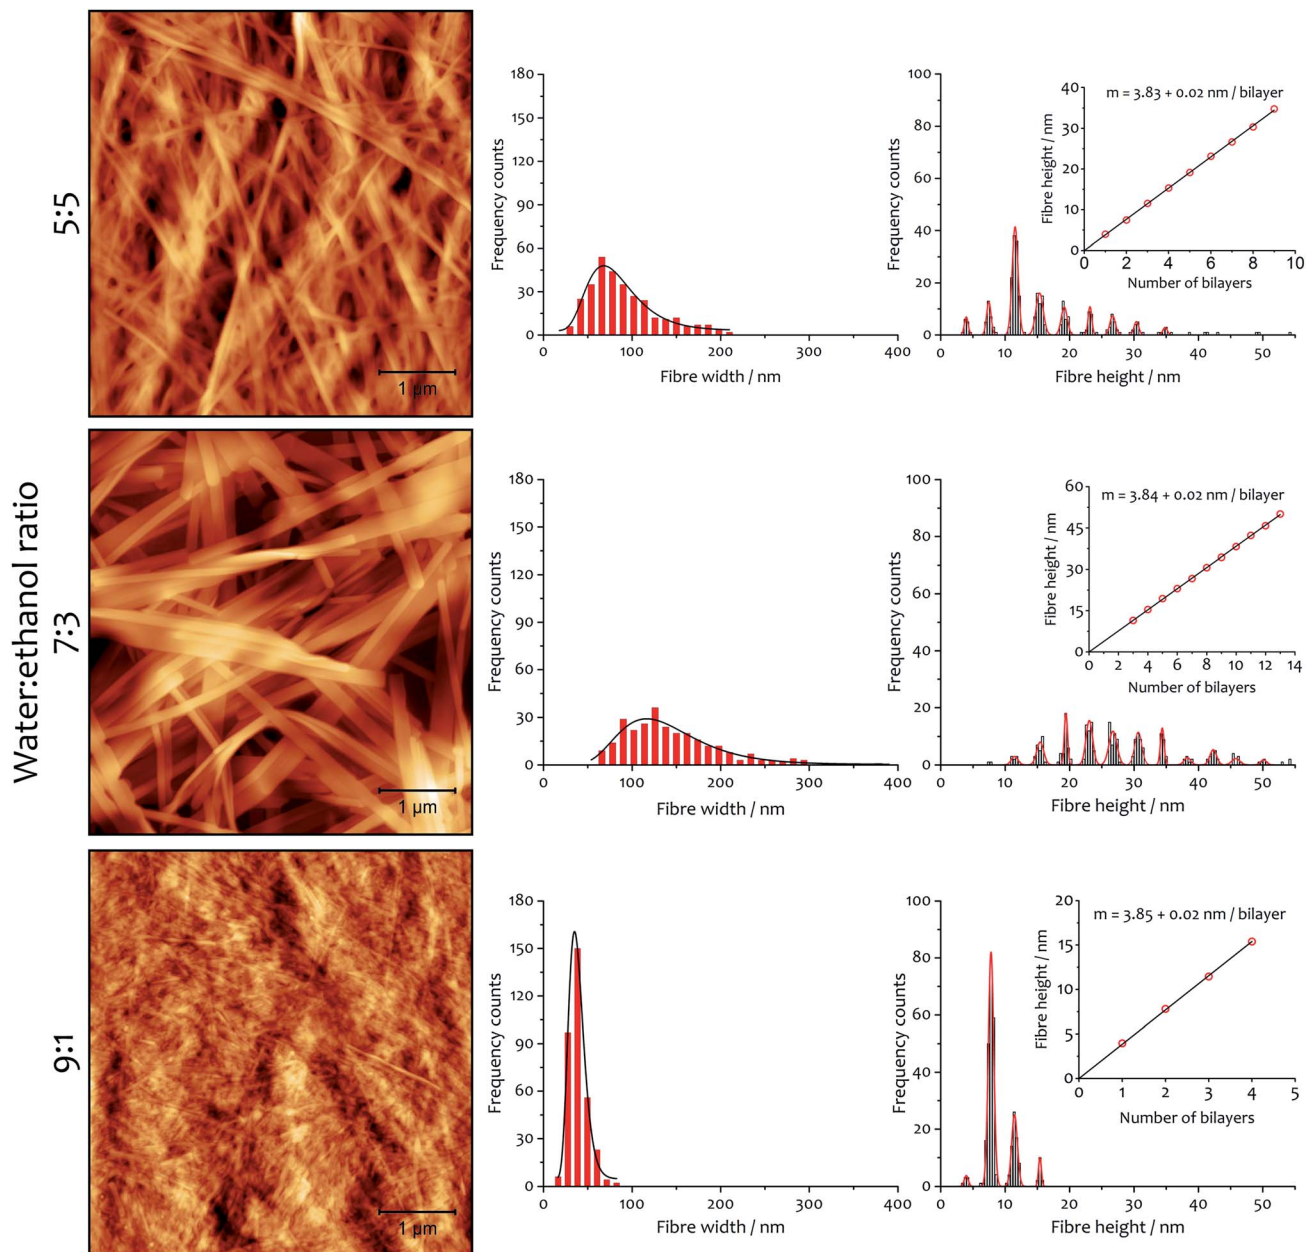 Water:ethanol ratio
5:5
1 µm
180
150
120
90
60
30
0
0 100 200 300 400
Frequency counts
Fibre width / nm
100
80
60
40
20
0
0 10 20 30 40 50
Frequency counts
Fibre height / nm
m = 3.83 + 0.02 nm / bilayer
40
30
20
10
0
0 2 4 6 8 10
Fibre height / nm
Number of bilayers
7:3
1 µm
180
150
120
90
60
30
0
0 100 200 300 400
Frequency counts
Fibre width / nm
100
80
60
40
20
0
0 10 20 30 40 50
Frequency counts
Fibre height / nm
m = 3.84 + 0.02 nm / bilayer
60
45
30
15
0
0 2 4 6 8 10 12 14
Fibre height / nm
Number of bilayers
9:1
1 µm
180
150
120
90
60
30
0
0 100 200 300 400
Frequency counts
Fibre width / nm
100
80
60
40
20
0
0 10 20 30 40 50
Frequency counts
Fibre height / nm
m = 3.85 + 0.02 nm / bilayer
20
15
10
5
0
0 1 2 3 4 5
Fibre height / nm
Number of bilayers